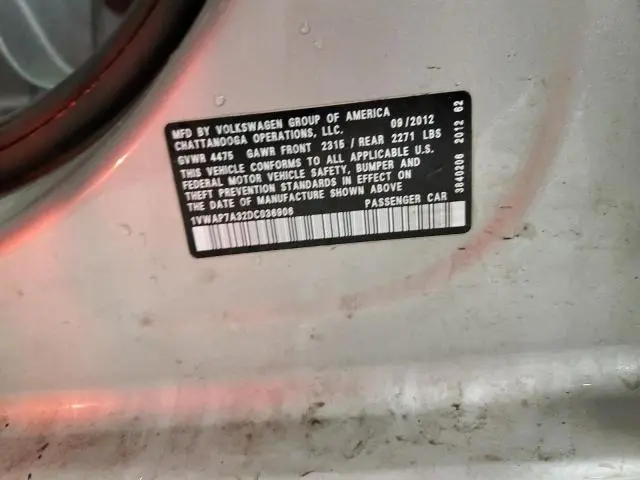 MFD BY VOLKSWAGEN GROUP OF AMERICA
CHATTANOOGA OPERATIONS, LLC. 09/2012
GVWR 4475 GAWR FRONT 2315 / REAR 2271 LBS
THIS VEHICLE CONFORMS TO ALL APPLICABLE U.S.
FEDERAL MOTOR VEHICLE SAFETY, BUMPER AND
THEFT PREVENTION STANDARDS IN EFFECT ON
THE DATE OF MANUFACTURE SHOWN ABOVE
1VWAP7A32DC036906 PASSENGER CAR
3840206 2012 62